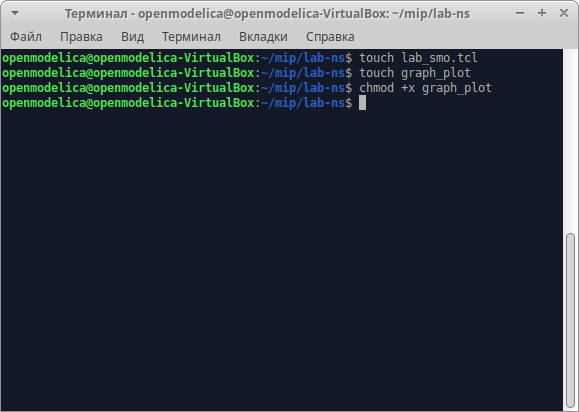 Терминал - openmodelica@openmodelica-VirtualBox: ~/mip/lab-ns
Файл Правка Вид Терминал Вкладки Справка
openmodelica@openmodelica-VirtualBox:~/mip/lab-ns$ touch lab_smo.tcl
openmodelica@openmodelica-VirtualBox:~/mip/lab-ns$ touch graph_plot
openmodelica@openmodelica-VirtualBox:~/mip/lab-ns$ chmod +x graph_plot
openmodelica@openmodelica-VirtualBox:~/mip/lab-ns$